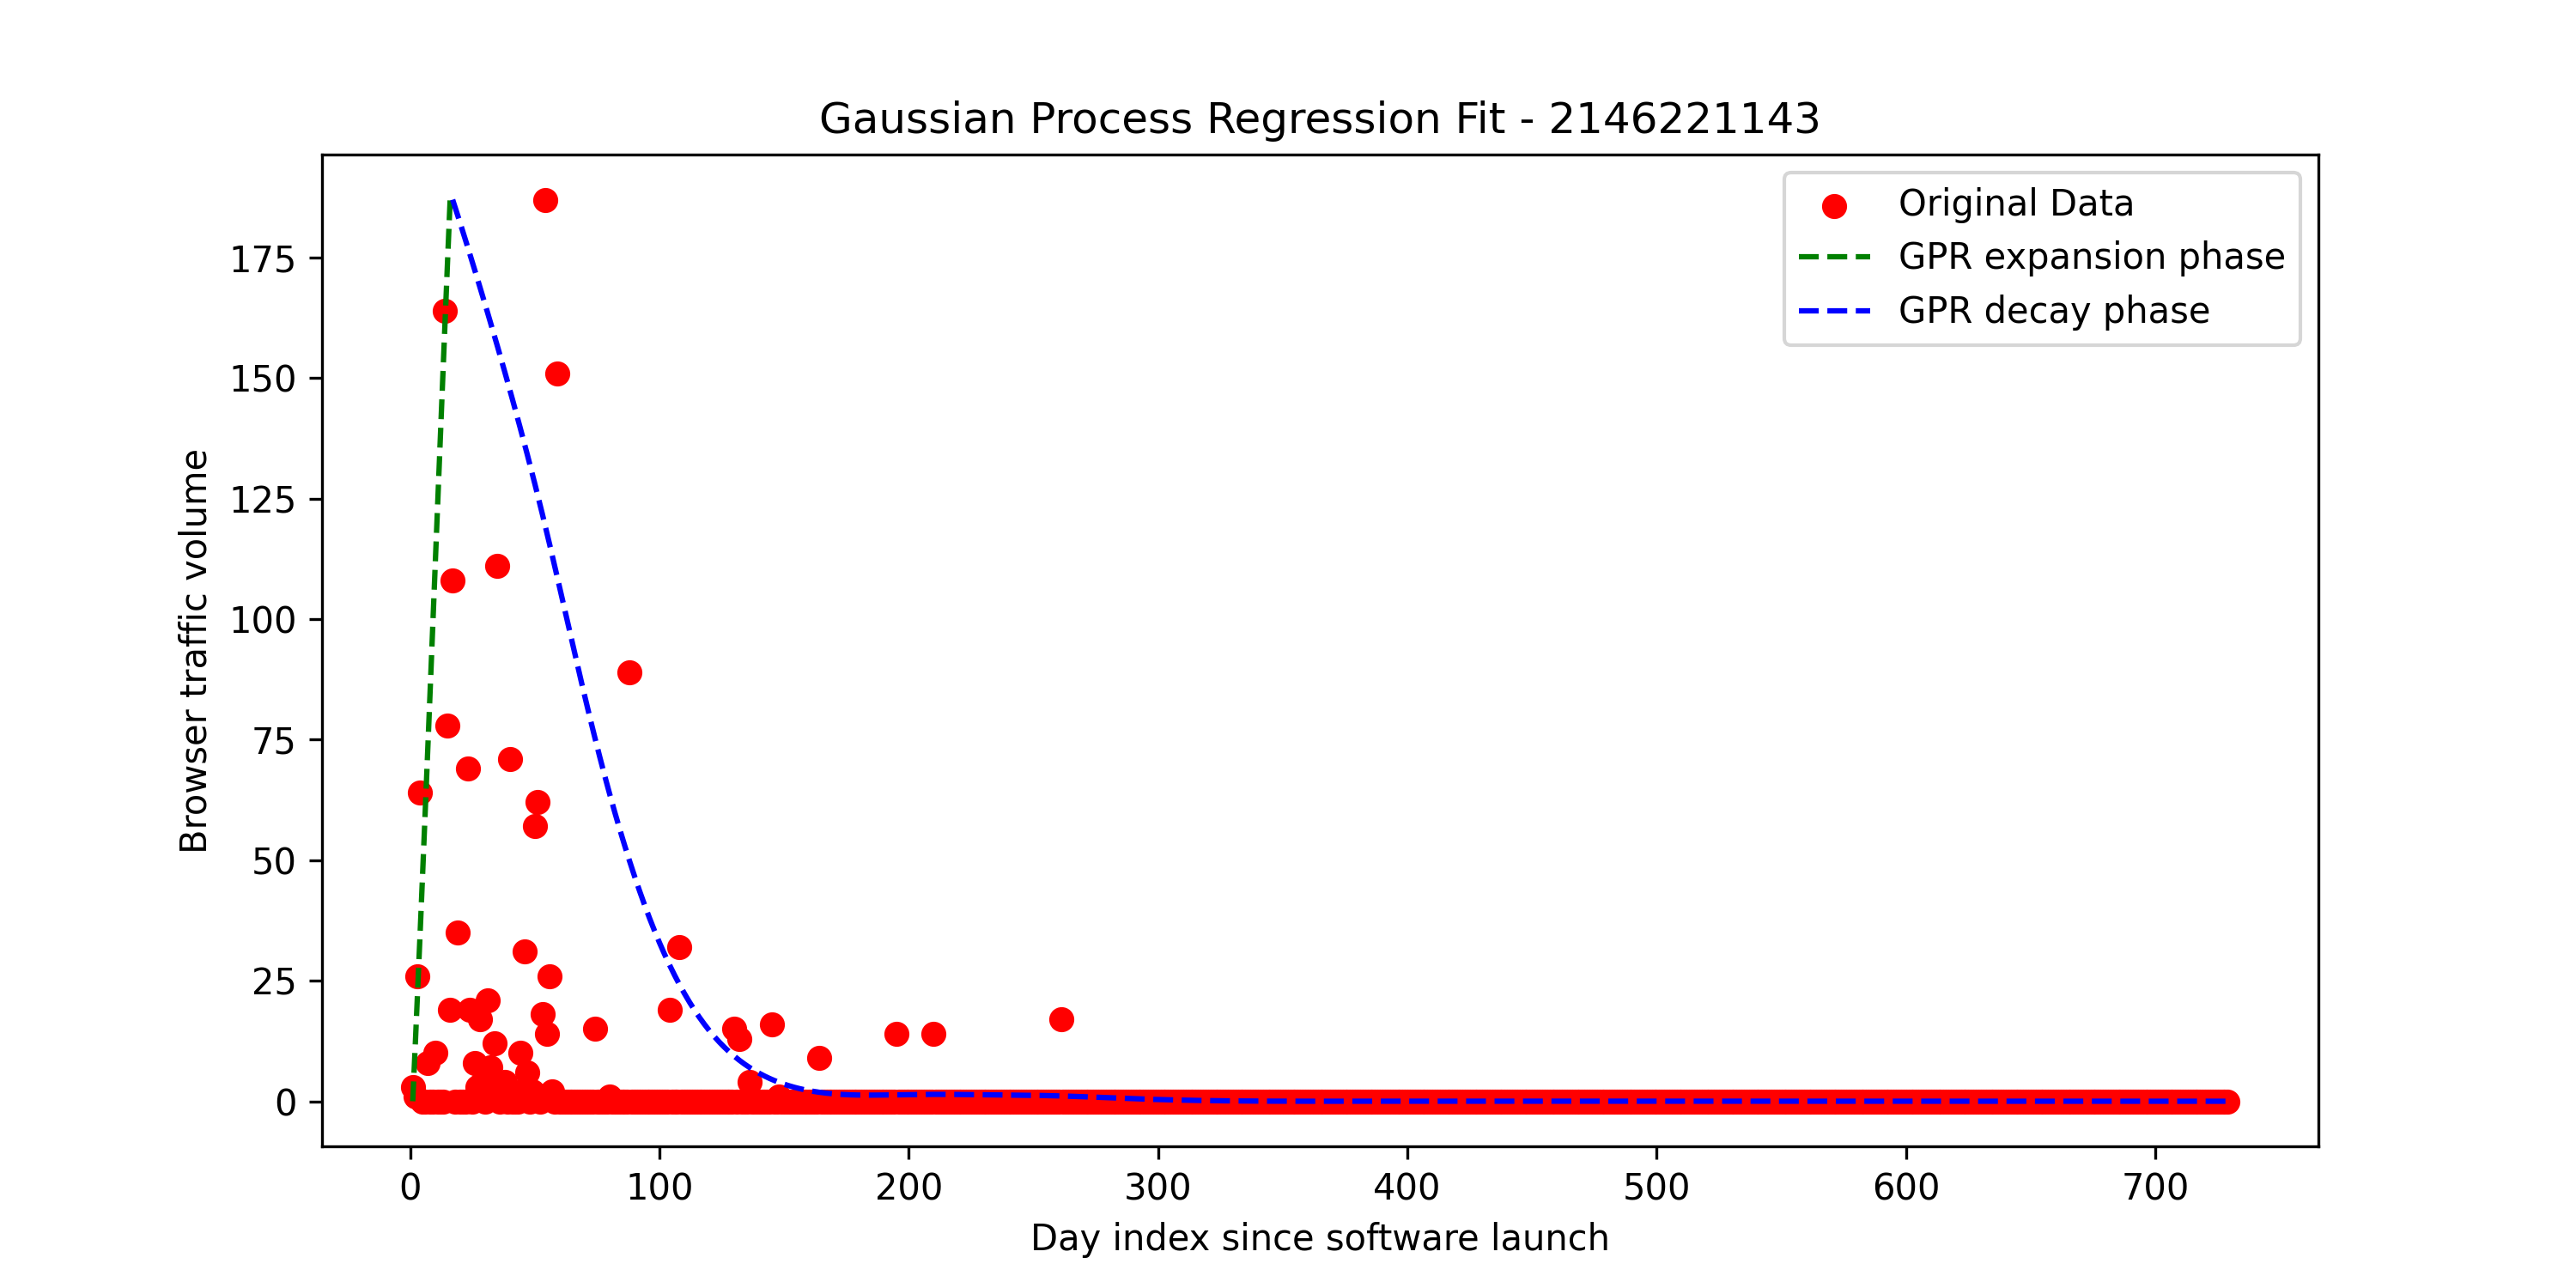 Gaussian Process Regression Fit - 2146221143
Original Data
GPR expansion phase
GPR decay phase
Browser traffic volume
175
150
125
100
75
50
25
0
0 100 200 300 400 500 600 700
Day index since software launch